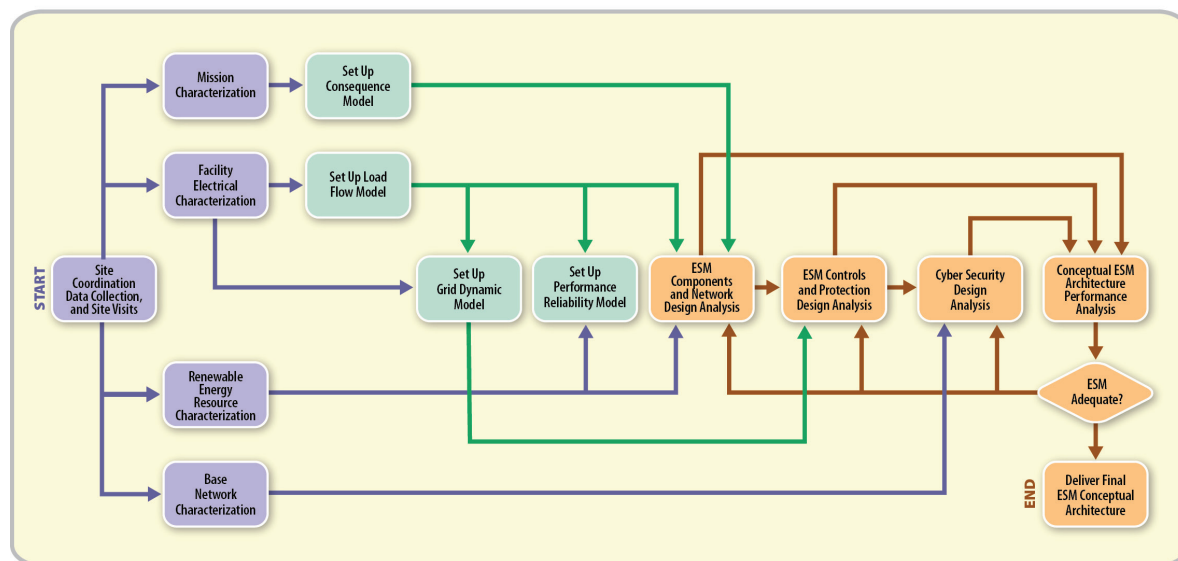 Mission
Characterization
Set Up
Consequence
Model
Facility
Electrical
Characterization
Set Up Load
Flow Model
START
Site
Coordination
Data Collection,
and Site Visits
Set Up
Grid Dynamic
Model
Set Up
Performance
Reliability Model
ESM
Components
and Network
Design Analysis
ESM Controls
and Protection
Design Analysis
Cyber Security
Design
Analysis
Conceptual ESM
Architecture
Performance
Analysis
Renewable
Energy
Resource
Characterization
ESM
Adequate?
Base
Network
Characterization
END
Deliver Final
ESM Conceptual
Architecture